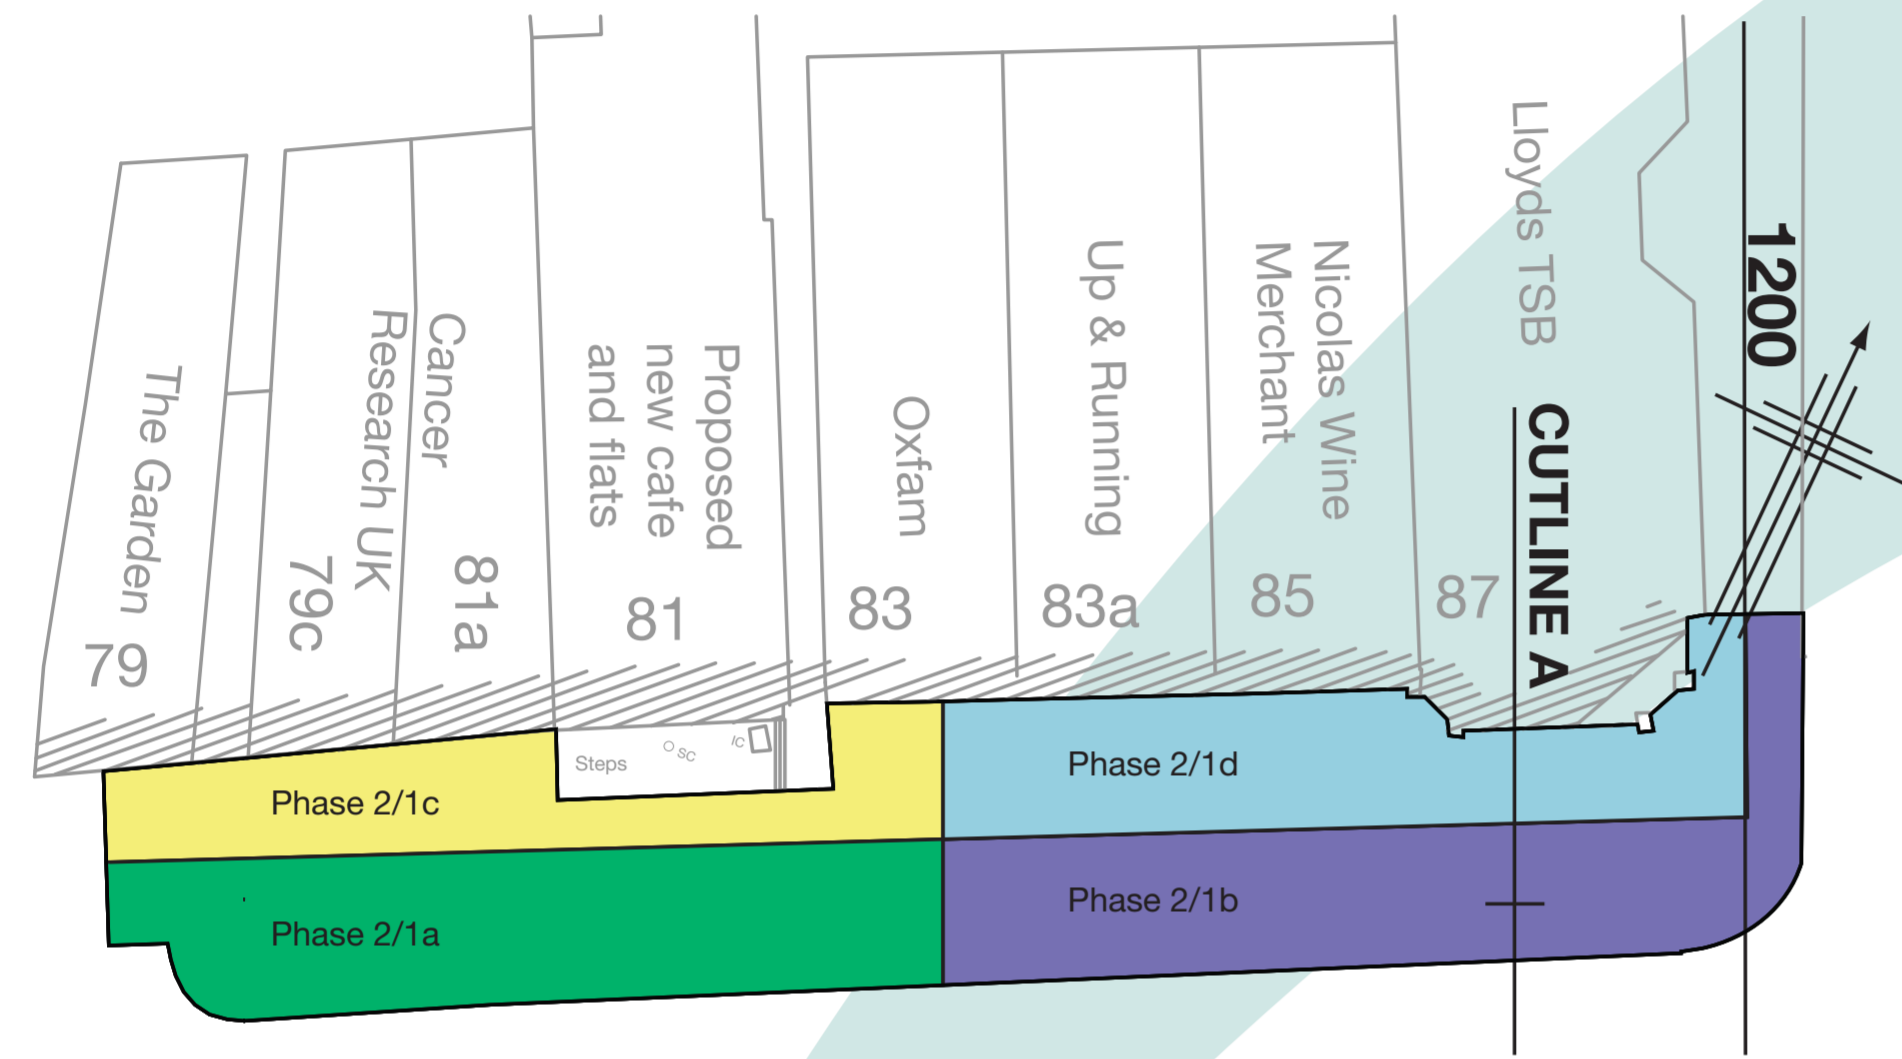 The Garden
79
Cancer
Research UK
79c
81a
Proposed
new cafe
and flats
81
Oxfam
83
Up & Running
83a
Nicolas Wine
Merchant
85
Lloyds TSB
87
CUTLINE A
1200
Steps
SC
IC
Phase 2/1c
Phase 2/1d
Phase 2/1a
Phase 2/1b